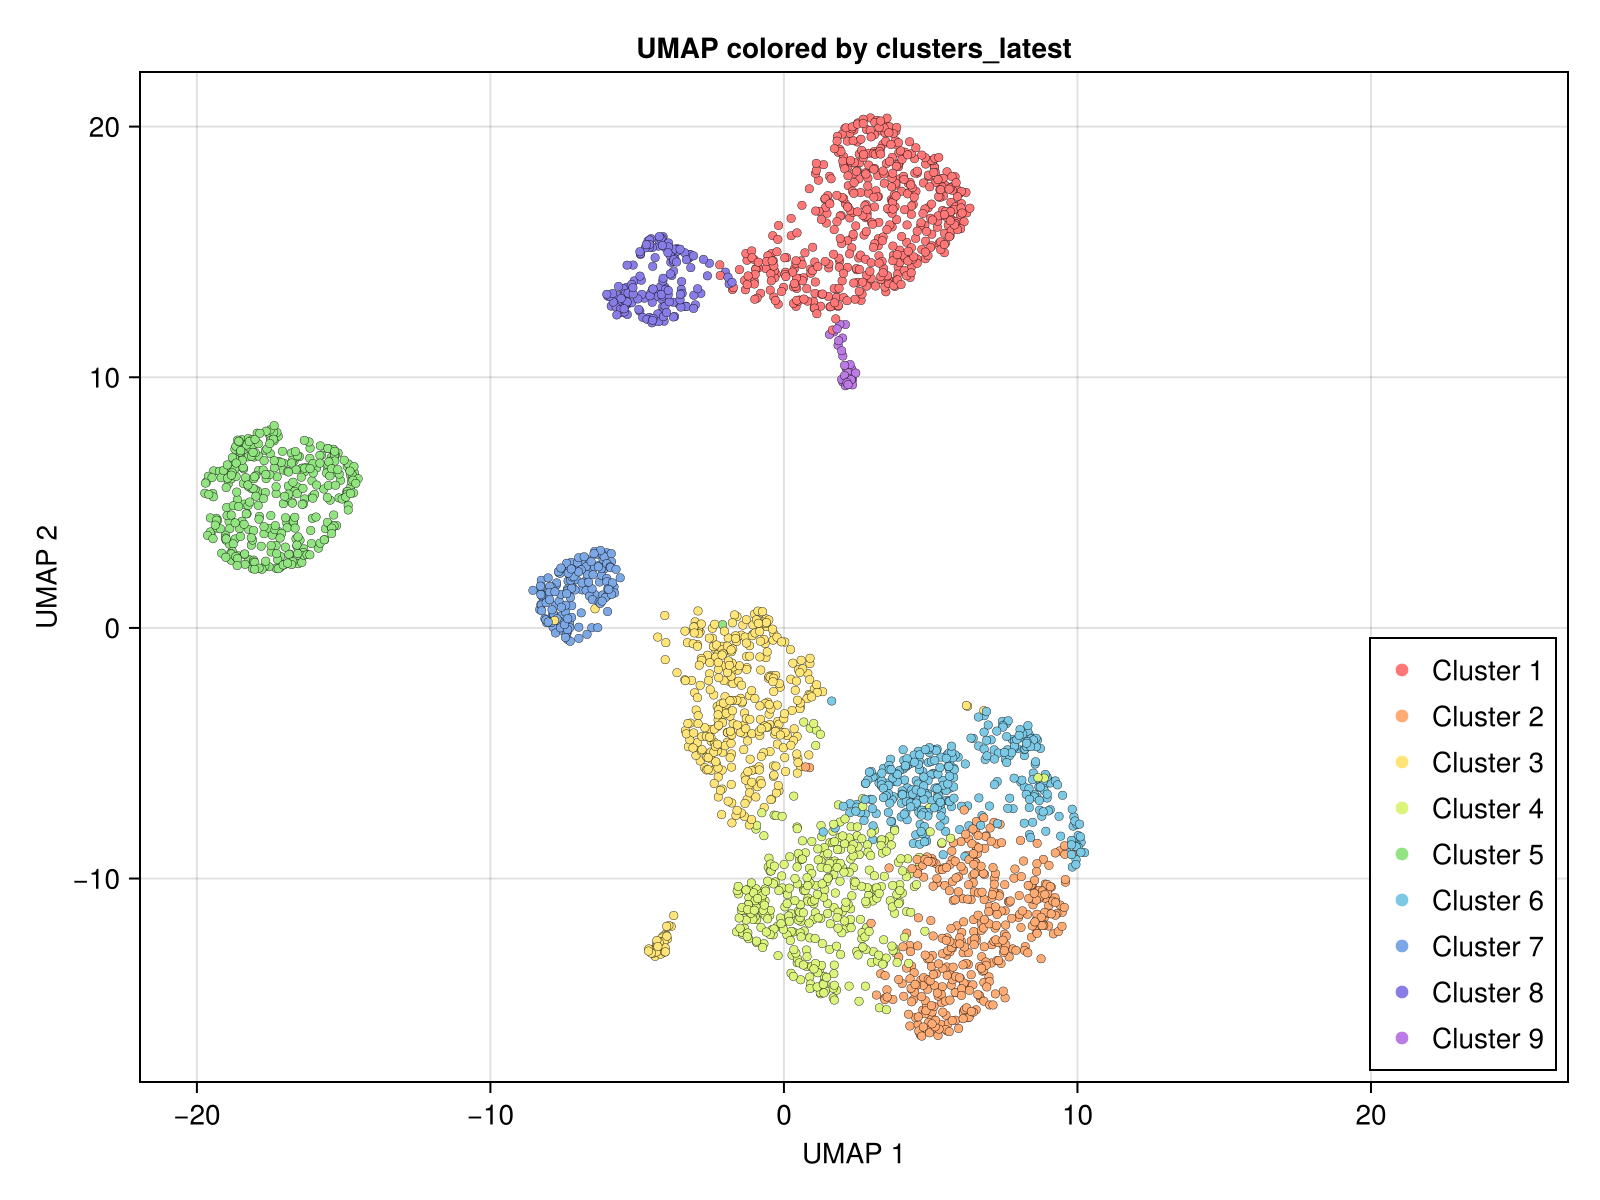 UMAP colored by clusters_latest
20
10
0
−10
UMAP 2
Cluster 1
Cluster 2
Cluster 3
Cluster 4
Cluster 5
Cluster 6
Cluster 7
Cluster 8
Cluster 9
−20
−10
0
10
20
UMAP 1